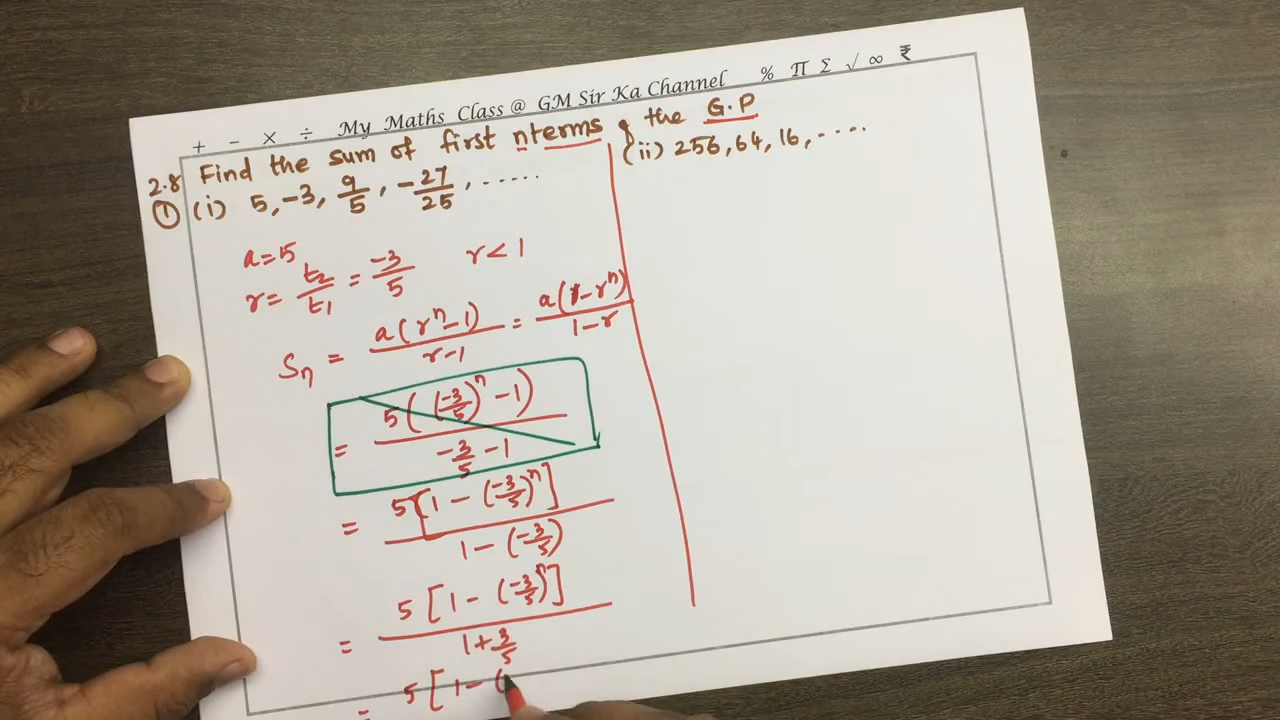 + - × ÷ My Maths Class @ GM Sir Ka Channel % Π Σ √ ∞ ₹
2.8 Find the sum of first n terms of the G.P
① (i) 5, -3, 9/5, -27/25, ......
(ii) 256, 64, 16, ....
a = 5
r = t₂/t₁ = -3/5 r < 1
Sₙ = a(rⁿ-1)/r-1 = a(1-rⁿ)/1-r
= 5((-3/5)ⁿ - 1)/-3/5 - 1
= 5[1 - (-3/5)ⁿ]/1 - (-3/5)
= 5[1 - (-3/5)ⁿ]/1 + 3/5
= 5[1 - (